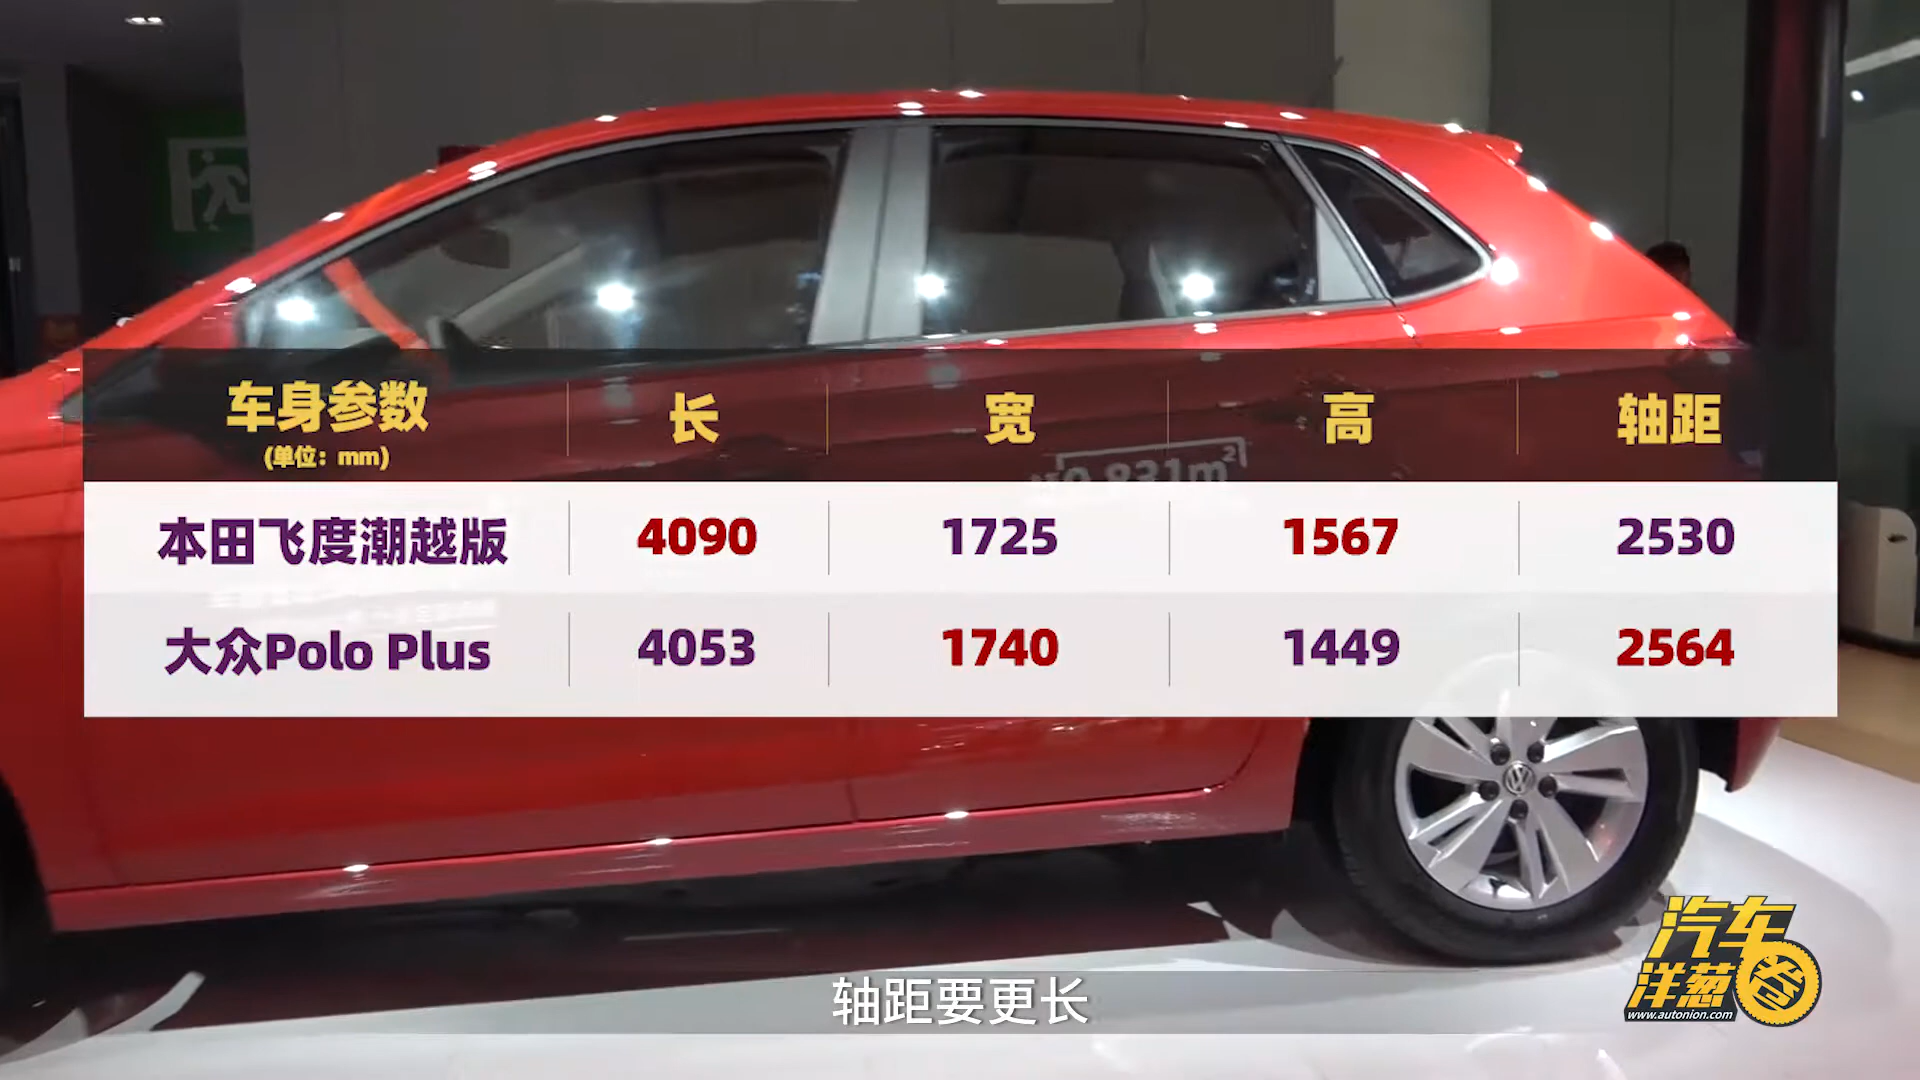 车身参数 长 宽 高 轴距
(单位：mm)
本田飞度潮越版 4090 1725 1567 2530
大众Polo Plus 4053 1740 1449 2564
轴距要更长
汽车
洋葱圈
www.autonion.com